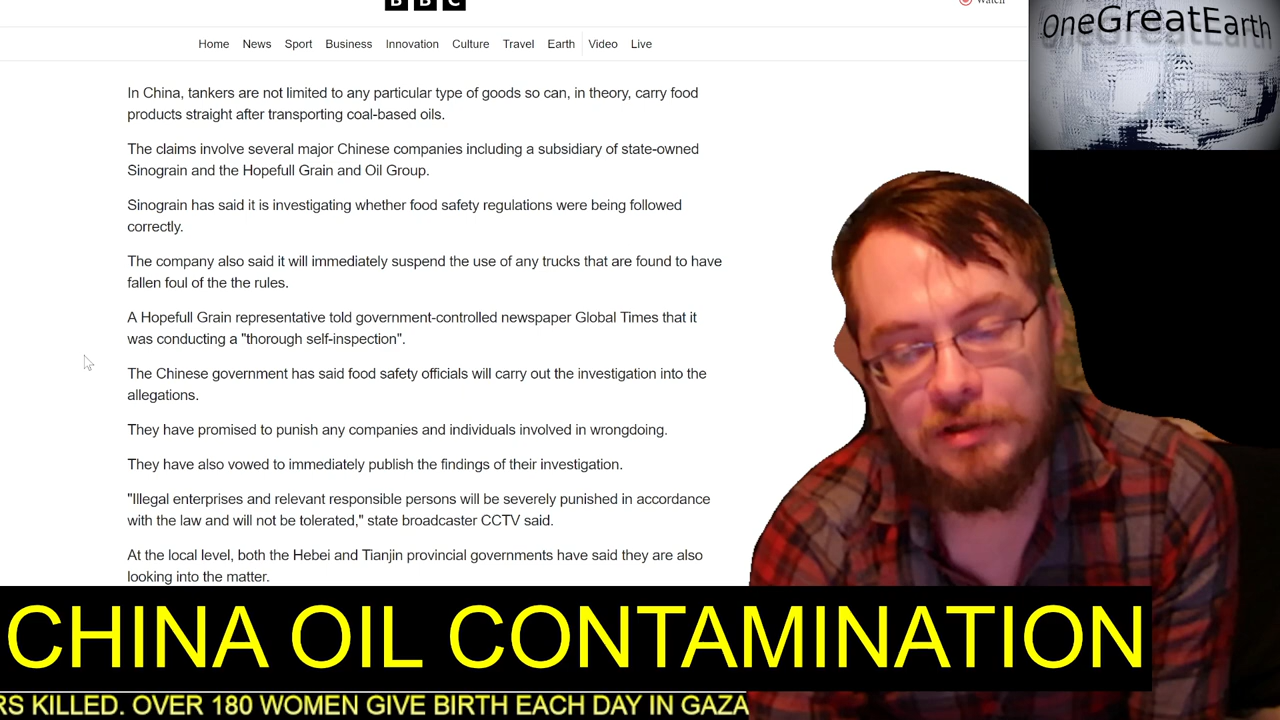 BBC
Watch
Home News Sport Business Innovation Culture Travel Earth Video Live
OneGreatEarth
In China, tankers are not limited to any particular type of goods so can, in theory, carry food
products straight after transporting coal-based oils.
The claims involve several major Chinese companies including a subsidiary of state-owned
Sinograin and the Hopefull Grain and Oil Group.
Sinograin has said it is investigating whether food safety regulations were being followed
correctly.
The company also said it will immediately suspend the use of any trucks that are found to have
fallen foul of the the rules.
A Hopefull Grain representative told government-controlled newspaper Global Times that it
was conducting a "thorough self-inspection".
The Chinese government has said food safety officials will carry out the investigation into the
allegations.
They have promised to punish any companies and individuals involved in wrongdoing.
They have also vowed to immediately publish the findings of their investigation.
"Illegal enterprises and relevant responsible persons will be severely punished in accordance
with the law and will not be tolerated," state broadcaster CCTV said.
At the local level, both the Hebei and Tianjin provincial governments have said they are also
looking into the matter.
CHINA OIL CONTAMINATION
RS KILLED. OVER 180 WOMEN GIVE BIRTH EACH DAY IN GAZA